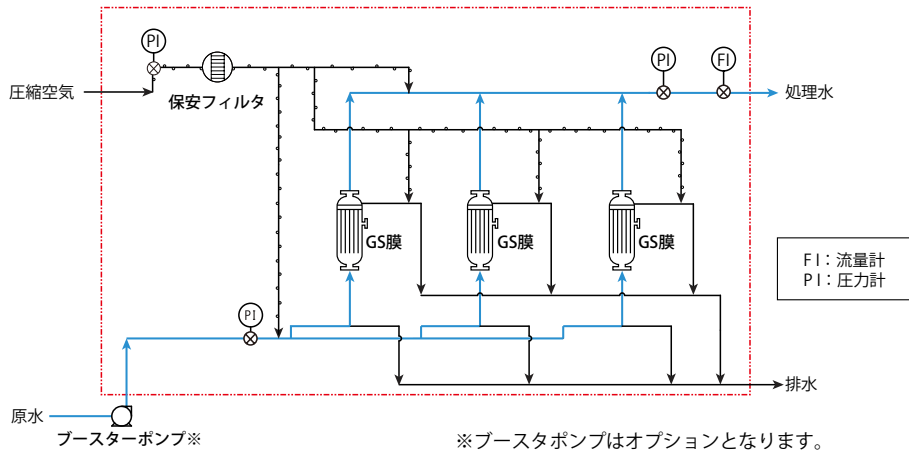 PI
PI
FI
圧縮空気
保安フィルタ
処理水
GS膜
GS膜
GS膜
FI：流量計
PI：圧力計
PI
排水
原水
ブースターポンプ※
※ブースタポンプはオプションとなります。